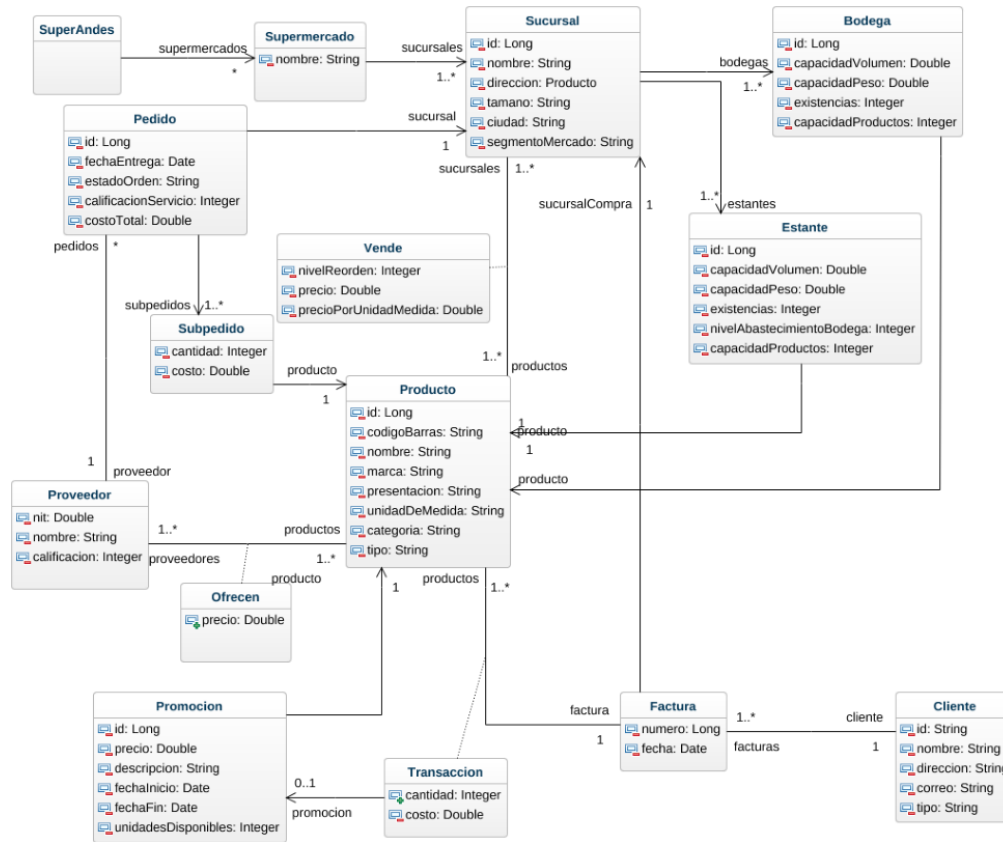 SuperAndes
supermercados
*
Supermercado
nombre: String
sucursales
1..*
Sucursal
id: Long
nombre: String
direccion: Producto
tamano: String
ciudad: String
segmentoMercado: String
bodegas
1..*
Bodega
id: Long
capacidadVolumen: Double
capacidadPeso: Double
existencias: Integer
capacidadProductos: Integer
Pedido
id: Long
fechaEntrega: Date
estadoOrden: String
calificacionServicio: Integer
costoTotal: Double
sucursal
1
sucursales
1..*
sucursalCompra
1
1..*
estantes
Estante
id: Long
capacidadVolumen: Double
capacidadPeso: Double
existencias: Integer
nivelAbastecimientoBodega: Integer
capacidadProductos: Integer
pedidos
*
Vende
nivelReorden: Integer
precio: Double
precioPorUnidadMedida: Double
subpedidos
1..*
Subpedido
cantidad: Integer
costo: Double
producto
1
1..*
productos
Producto
id: Long
codigoBarras: String
nombre: String
marca: String
presentacion: String
unidadDeMedida: String
categoria: String
tipo: String
1
producto
1
producto
1
proveedor
Proveedor
nit: Double
nombre: String
calificacion: Integer
1..*
proveedores
productos
1..*
producto
1
productos
1..*
Ofrecen
precio: Double
Promocion
id: Long
precio: Double
descripcion: String
fechaInicio: Date
fechaFin: Date
unidadesDisponibles: Integer
0..1
promocion
Transaccion
cantidad: Integer
costo: Double
factura
1
Factura
numero: Long
fecha: Date
1..*
facturas
cliente
1
Cliente
id: String
nombre: String
direccion: String
correo: String
tipo: String